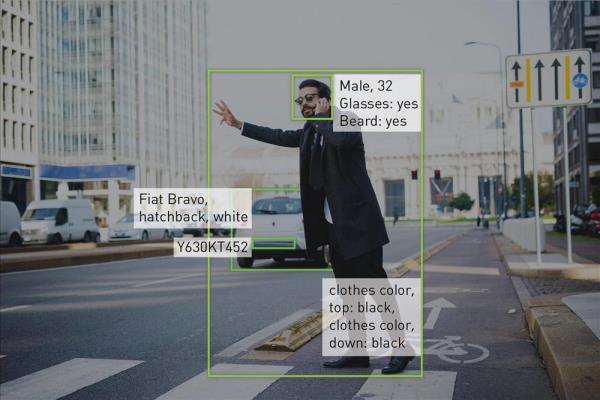 Male, 32
Glasses: yes
Beard: yes
Fiat Bravo,
hatchback, white
Y630KT452
clothes color,
top: black,
clothes color,
down: black